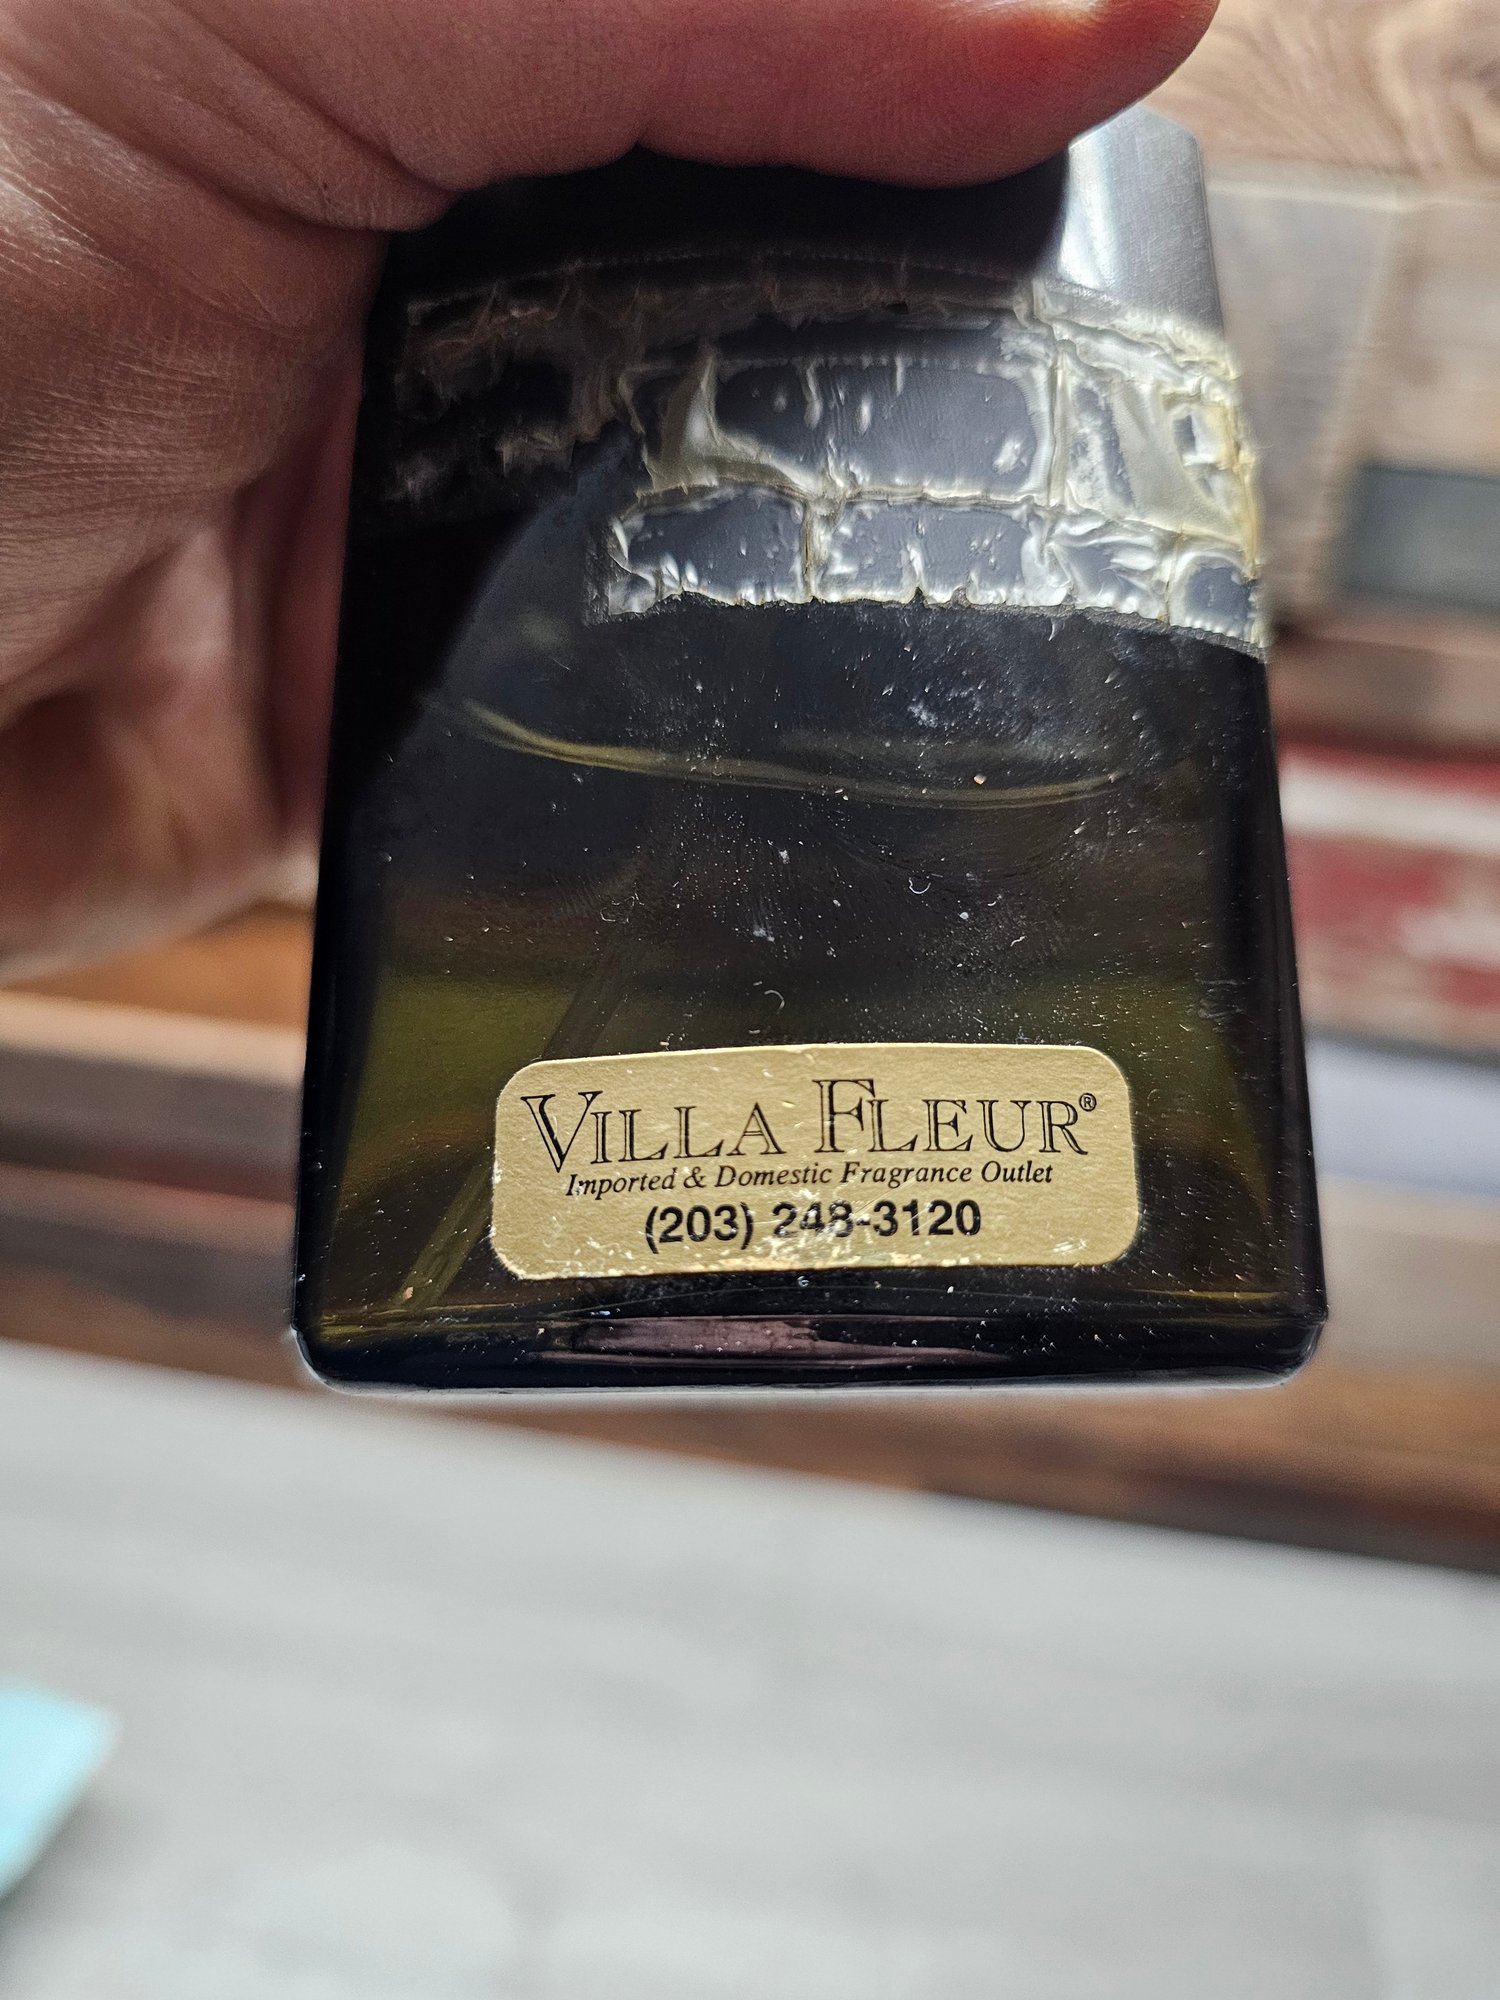 VILLA FLEUR®
Imported & Domestic Fragrance Outlet
(203) 248-3120